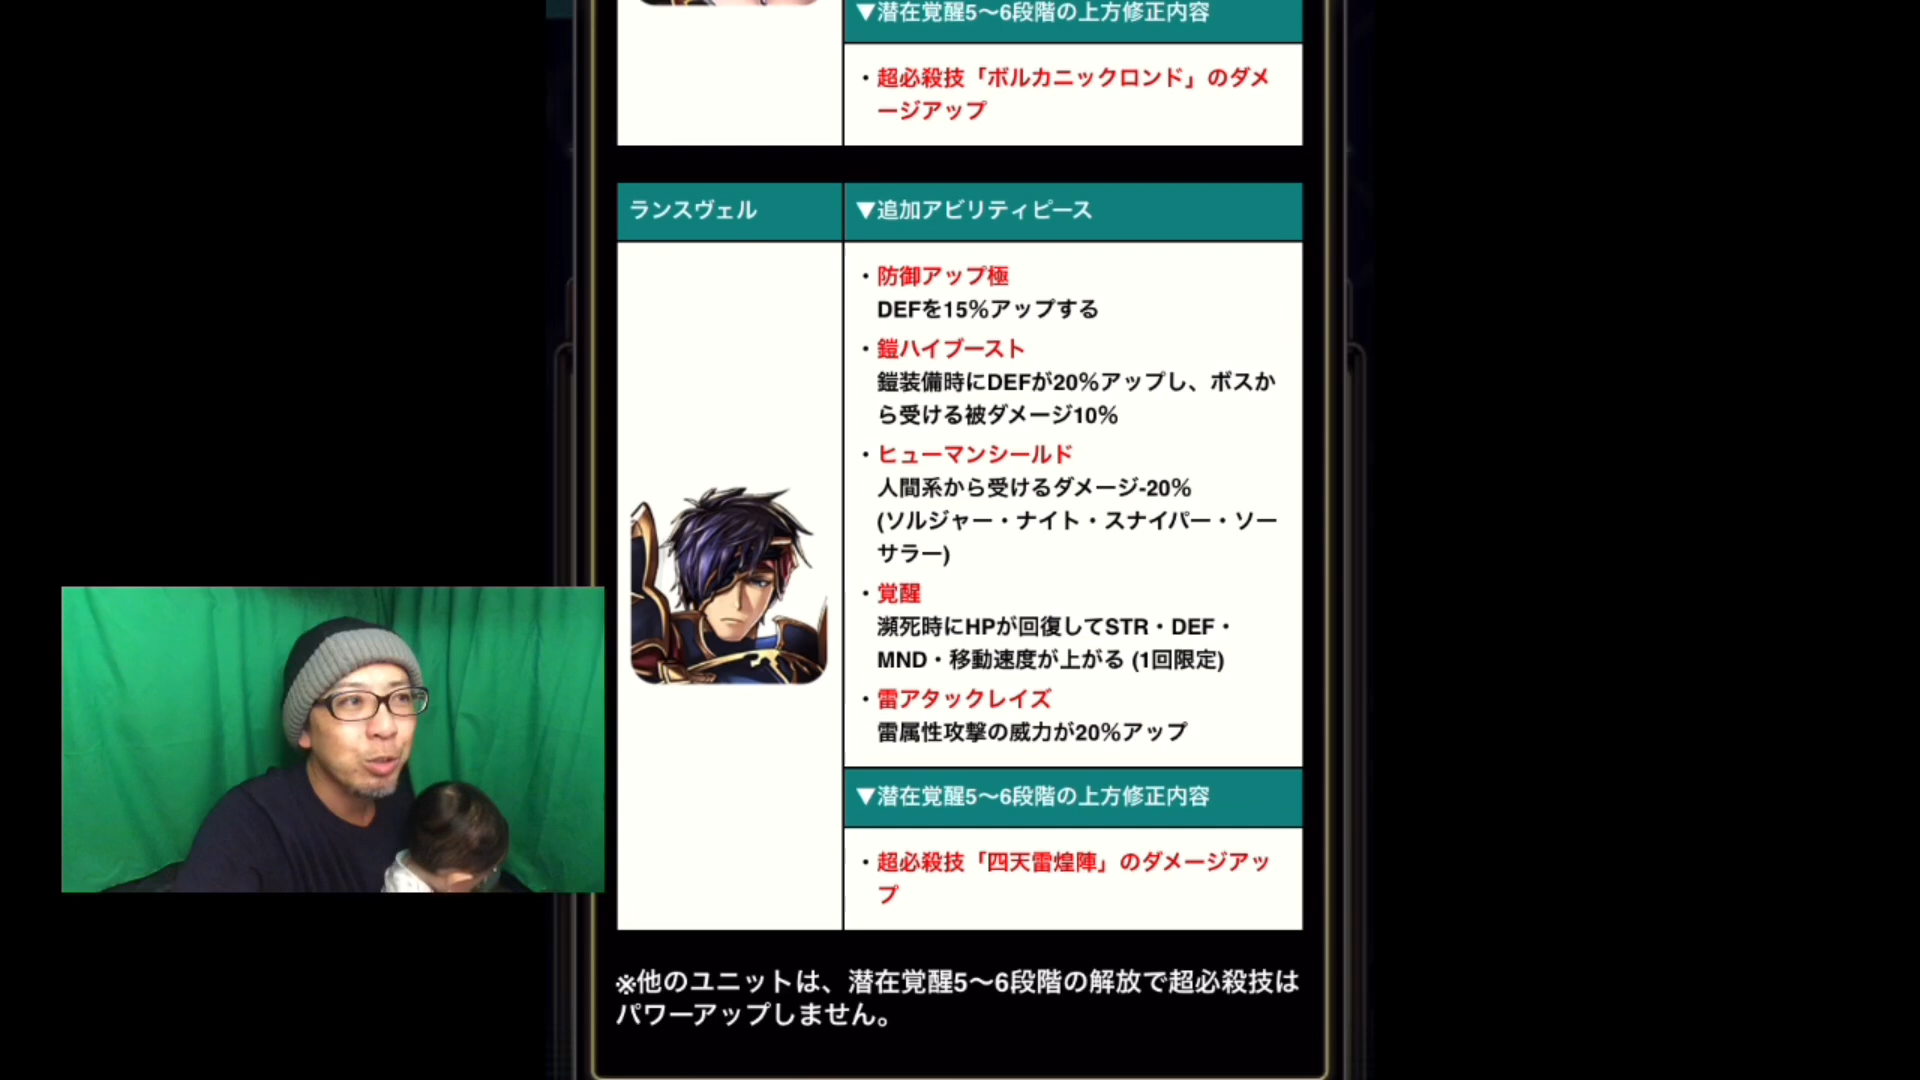 ▼潜在覚醒5〜6段階の上方修正内容
・超必殺技「ボルカニックロンド」のダメ
ージアップ
ランスヴェル
▼追加アビリティピース
・防御アップ極
DEFを15%アップする
・鎧ハイブースト
鎧装備時にDEFが20%アップし、ボスか
ら受ける被ダメージ10%
・ヒューマンシールド
人間系から受けるダメージ-20%
(ソルジャー・ナイト・スナイパー・ソー
サラー)
・覚醒
瀕死時にHPが回復してSTR・DEF・
MND・移動速度が上がる (1回限定)
・雷アタックレイズ
雷属性攻撃の威力が20%アップ
▼潜在覚醒5〜6段階の上方修正内容
・超必殺技「四天雷煌陣」のダメージアッ
プ
※他のユニットは、潜在覚醒5〜6段階の解放で超必殺技は
パワーアップしません。